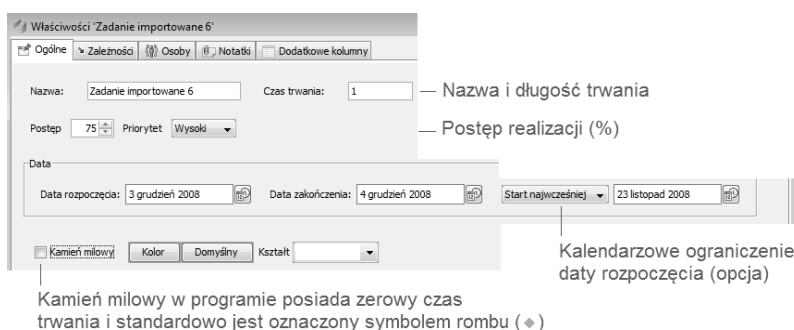 Właściwości 'Zadanie importowane 6'
Ogólne Zależności Osoby Notatki Dodatkowe kolumny
Nazwa: Zadanie importowane 6 Czas trwania: 1 Nazwa i długość trwania
Postęp 75 Priorytet Wysoki Postęp realizacji (%)
Data
Data rozpoczęcia: 3 grudzień 2008 Data zakończenia: 4 grudzień 2008 Start najwcześniej 23 listopad 2008
Kamień milowy Kolor Domyślny Kształt
Kalendarzowe ograniczenie
daty rozpoczęcia (opcja)
Kamień milowy w programie posiada zerowy czas
trwania i standardowo jest oznaczony symbolem rombu (◆)